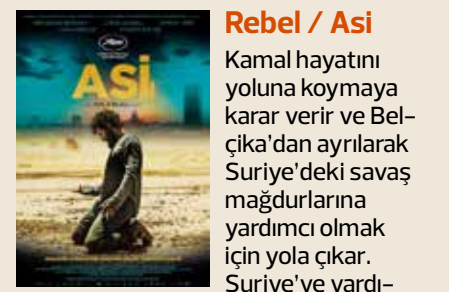 ASİ
Rebel / Asi
Kamal hayatını
yoluna koymaya
karar verir ve Bel-
çika’dan ayrılarak
Suriye’deki savaş
mağdurlarına
yardımcı olmak
için yola çıkar.
Suriye’ye yardı-